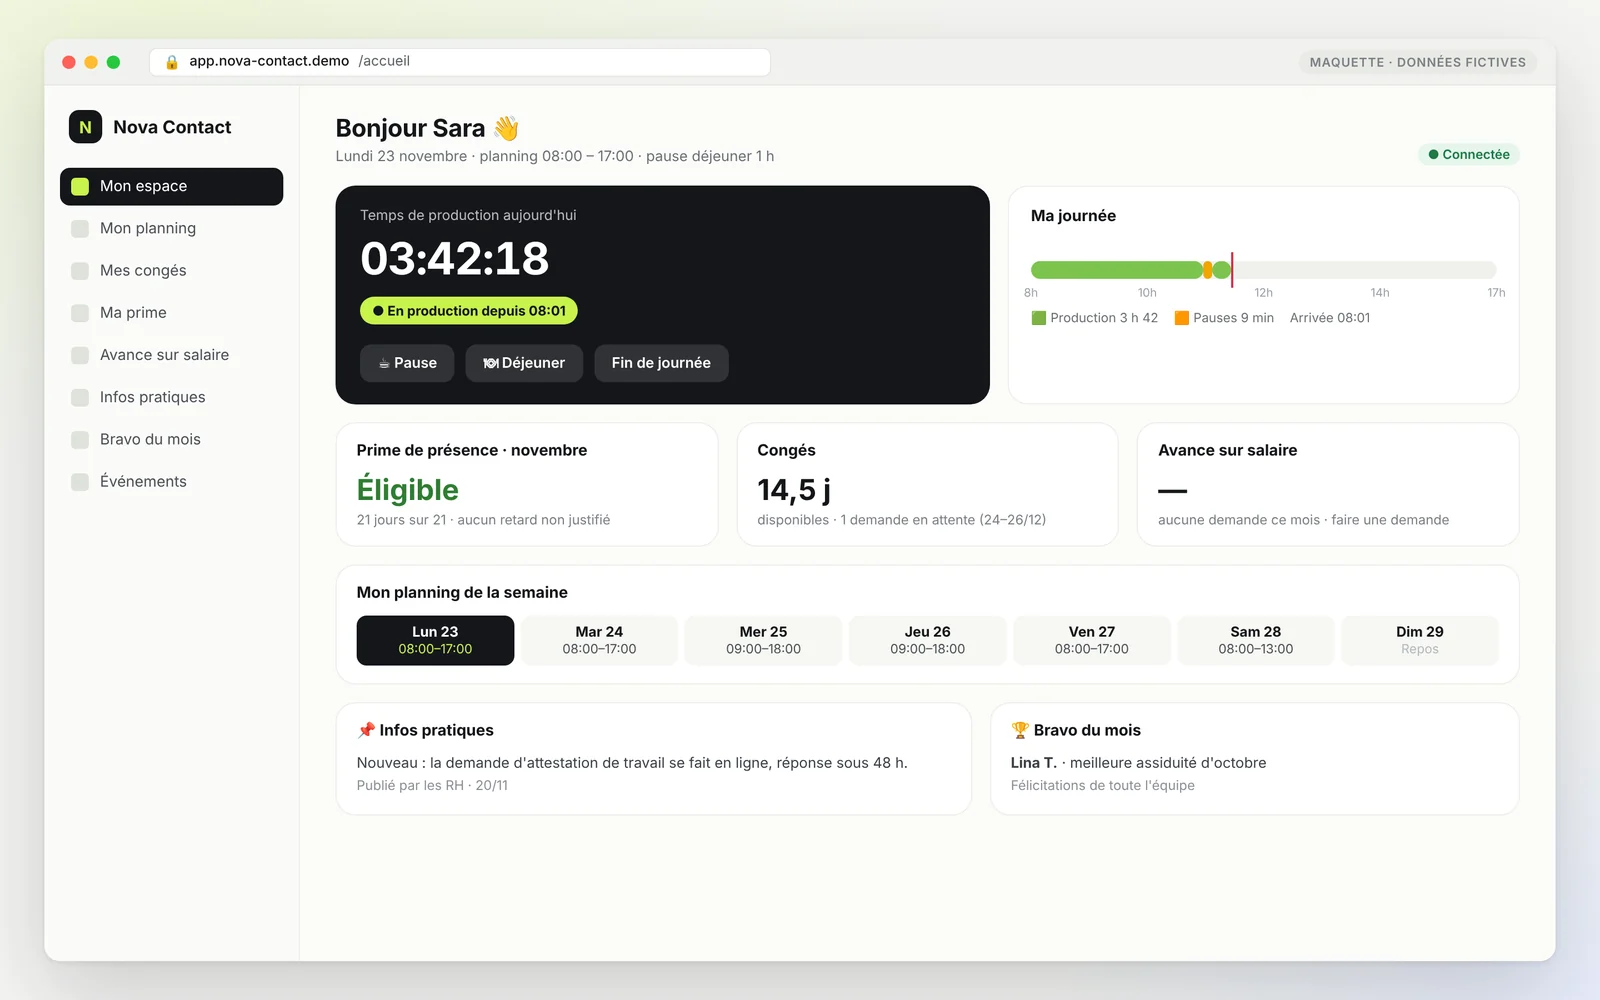 🔒 app.nova-contact.demo /accueil
MAQUETTE · DONNÉES FICTIVES
N Nova Contact
Mon espace
Mon planning
Mes congés
Ma prime
Avance sur salaire
Infos pratiques
Bravo du mois
Événements
Bonjour Sara 👋
Lundi 23 novembre · planning 08:00 – 17:00 · pause déjeuner 1 h
● Connectée
Temps de production aujourd'hui
03:42:18
● En production depuis 08:01
☕ Pause
🍽 Déjeuner
Fin de journée
Ma journée
8h 10h 12h 14h 17h
🟩 Production 3 h 42 🟧 Pauses 9 min Arrivée 08:01
Prime de présence · novembre
Éligible
21 jours sur 21 · aucun retard non justifié
Congés
14,5 j
disponibles · 1 demande en attente (24–26/12)
Avance sur salaire
—
aucune demande ce mois · faire une demande
Mon planning de la semaine
Lun 23
08:00–17:00
Mar 24
08:00–17:00
Mer 25
09:00–18:00
Jeu 26
09:00–18:00
Ven 27
08:00–17:00
Sam 28
08:00–13:00
Dim 29
Repos
📌 Infos pratiques
Nouveau : la demande d'attestation de travail se fait en ligne, réponse sous 48 h.
Publié par les RH · 20/11
🏆 Bravo du mois
Lina T. · meilleure assiduité d'octobre
Félicitations de toute l'équipe